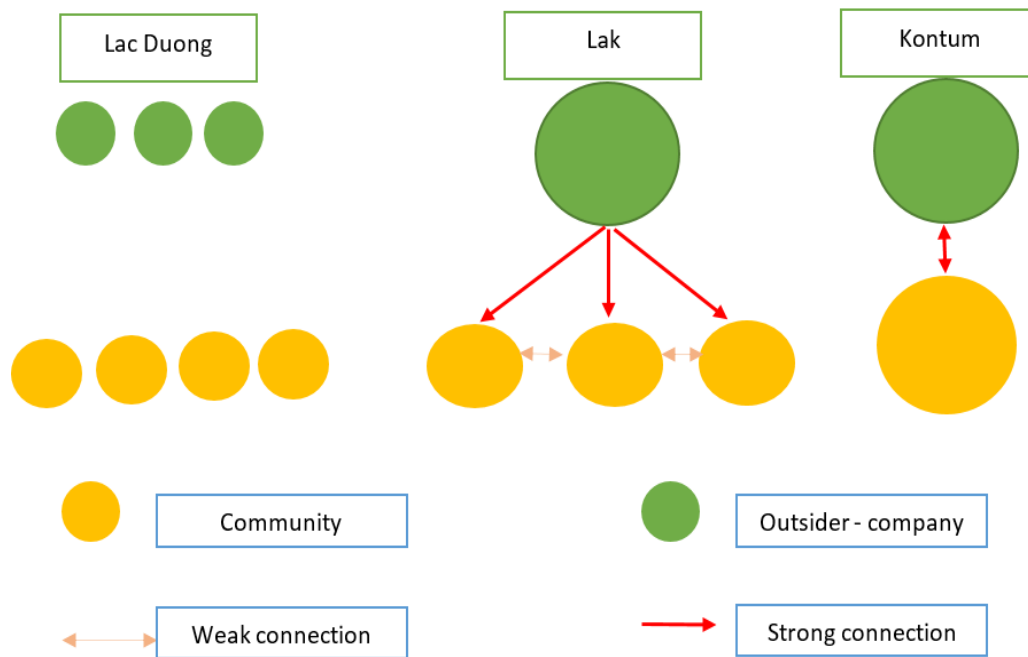 Lac Duong
Lak
Kontum
Community
Outsider - company
Weak connection
Strong connection